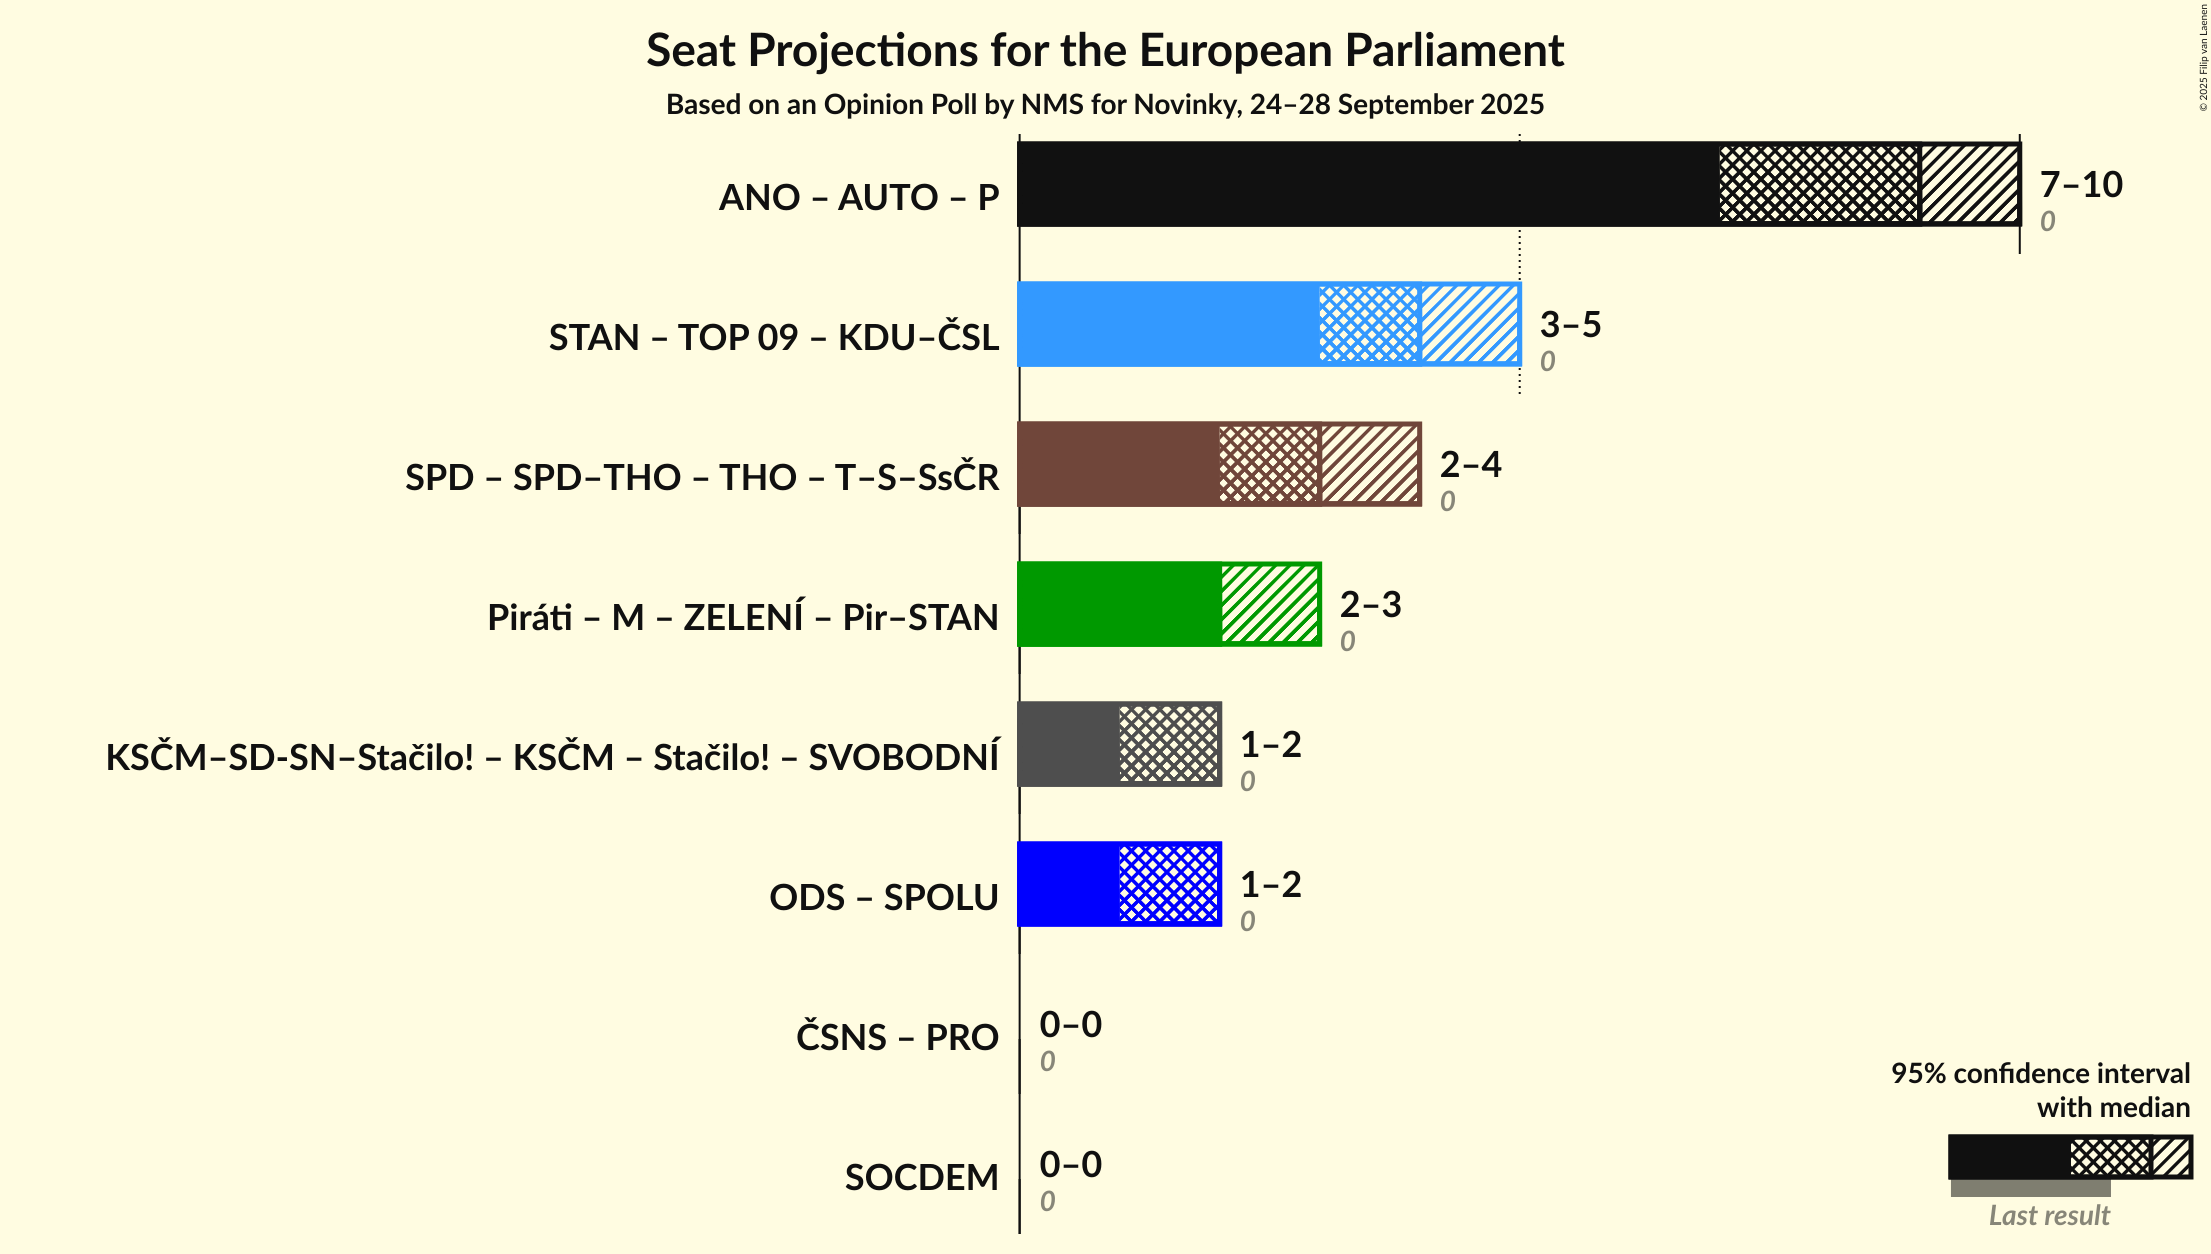 Seat Projections for the European Parliament
Based on an Opinion Poll by NMS for Novinky, 24–28 September 2025
© 2025 Filip van Laenen
ANO – AUTO – P
7–10
0
STAN – TOP 09 – KDU–ČSL
3–5
0
SPD – SPD–THO – THO – T–S–SsČR
2–4
0
Piráti – M – ZELENÍ – Pir–STAN
2–3
0
KSČM–SD-SN–Stačilo! – KSČM – Stačilo! – SVOBODNÍ
1–2
0
ODS – SPOLU
1–2
0
ČSNS – PRO
0–0
0
SOCDEM
0–0
0
95% confidence interval
with median
Last result